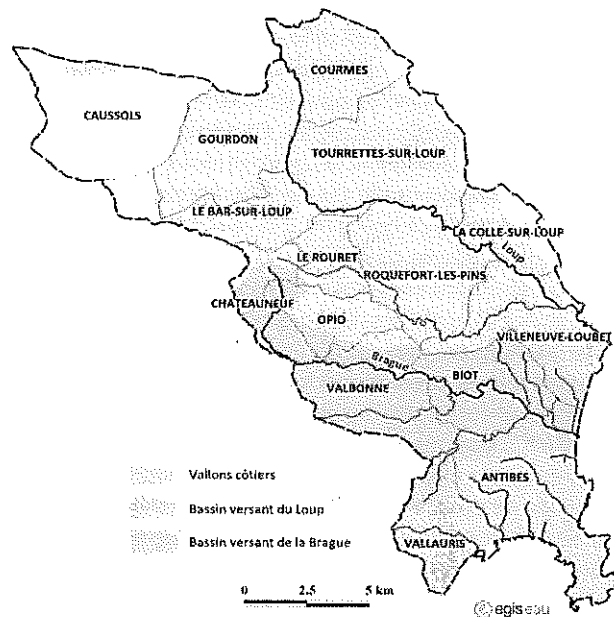 COURMES
CAUSSOLS
GOURDON
TOURRETTES-SUR-LOUP
LE BAR-SUR-LOUP
LA COLLE-SUR-LOUP
Loup
LE ROURET
ROQUEFORT-LES-PINS
CHATEAUNEUF
OPIO
VILLENEUVE-LOUBET
Brague
BIOT
VALBONNE
Vallons côtiers
ANTIBES
Bassin versant du Loup
Bassin versant de la Brague
VALLAURIS
0 2.5 5 km
egis eau